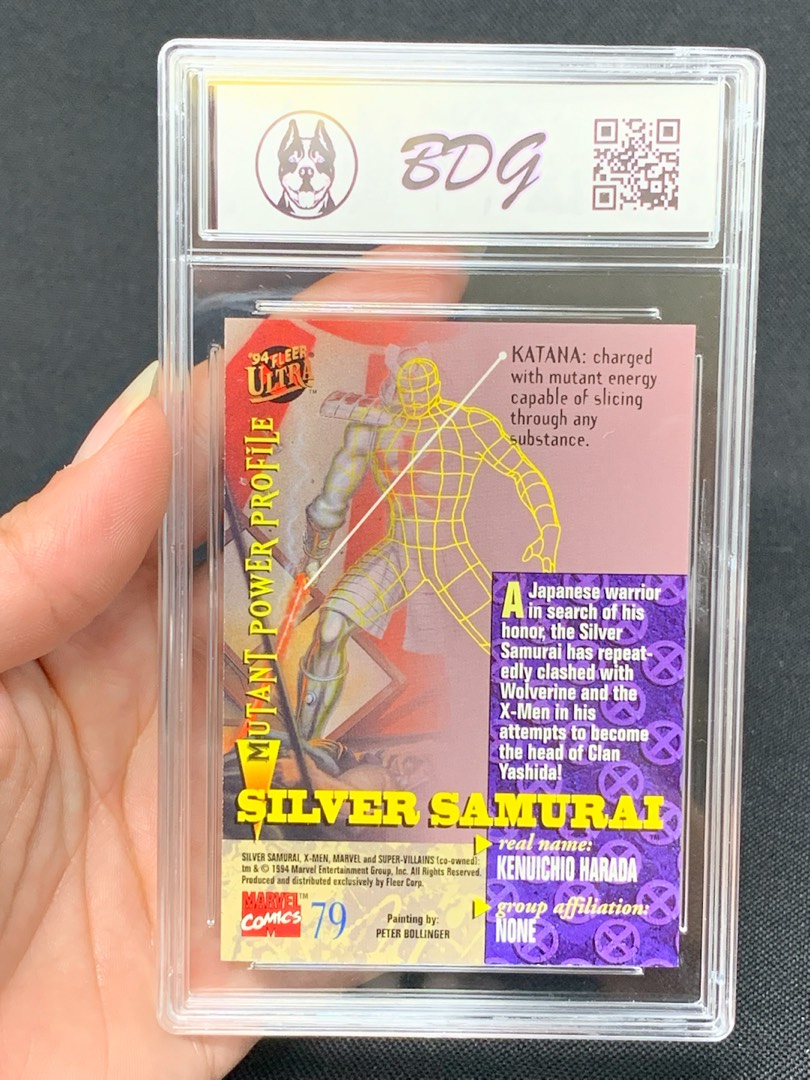 BDG
'94 FLEER
ULTRA™
MUTANT POWER PROFILE
KATANA: charged
with mutant energy
capable of slicing
through any
substance.
A Japanese warrior
in search of his
honor, the Silver
Samurai has repeat-
edly clashed with
Wolverine and the
X-Men in his
attempts to become
the head of Clan
Yashida!
SILVER SAMURAI
real name:
KENUICHIO HARADA
group affiliation:
NONE
SILVER SAMURAI, X-MEN, MARVEL and SUPER-VILLAINS (co-owned):
tm & © 1994 Marvel Entertainment Group, Inc. All Rights Reserved.
Produced and distributed exclusively by Fleer Corp.
MARVEL™
COMICS
79
Painting by:
PETER BOLLINGER